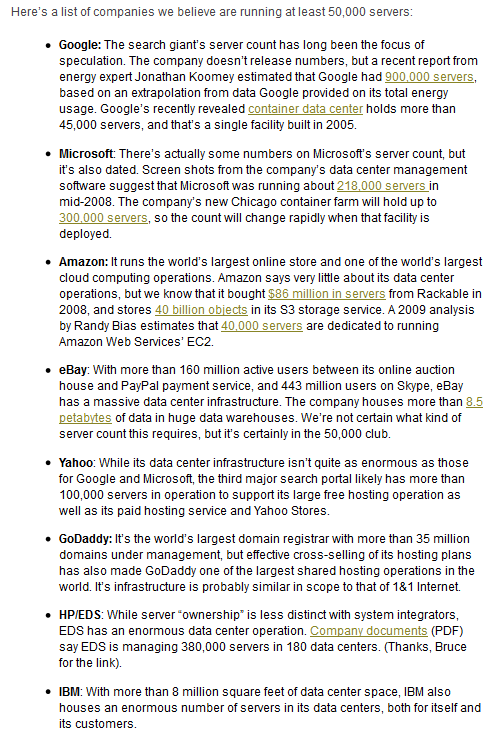 Here's a list of companies we believe are running at least 50,000 servers:
• Google: The search giant's server count has long been the focus of
speculation. The company doesn't release numbers, but a recent report from
energy expert Jonathan Koomey estimated that Google had 900,000 servers,
based on an extrapolation from data Google provided on its total energy
usage. Google's recently revealed container data center holds more than
45,000 servers, and that's a single facility built in 2005.
• Microsoft: There's actually some numbers on Microsoft's server count, but
it's also dated. Screen shots from the company's data center management
software suggest that Microsoft was running about 218,000 servers in
mid-2008. The company's new Chicago container farm will hold up to
300,000 servers, so the count will change rapidly when that facility is
deployed.
• Amazon: It runs the world's largest online store and one of the world's largest
cloud computing operations. Amazon says very little about its data center
operations, but we know that it bought $86 million in servers from Rackable in
2008, and stores 40 billion objects in its S3 storage service. A 2009 analysis
by Randy Bias estimates that 40,000 servers are dedicated to running
Amazon Web Services' EC2.
• eBay: With more than 160 million active users between its online auction
house and PayPal payment service, and 443 million users on Skype, eBay
has a massive data center infrastructure. The company houses more than 8.5
petabytes of data in huge data warehouses. We're not certain what kind of
server count this requires, but it's certainly in the 50,000 club.
• Yahoo: While its data center infrastructure isn't quite as enormous as those
for Google and Microsoft, the third major search portal likely has more than
100,000 servers in operation to support its large free hosting operation as
well as its paid hosting service and Yahoo Stores.
• GoDaddy: It's the world's largest domain registrar with more than 35 million
domains under management, but effective cross-selling of its hosting plans
has also made GoDaddy one of the largest shared hosting operations in the
world. It's infrastructure is probably similar in scope to that of 1&1 Internet.
• HP/EDS: While server "ownership" is less distinct with system integrators,
EDS has an enormous data center operation. Company documents (PDF)
say EDS is managing 380,000 servers in 180 data centers. (Thanks, Bruce
for the link).
• IBM: With more than 8 million square feet of data center space, IBM also
houses an enormous number of servers in its data centers, both for itself and
its customers.